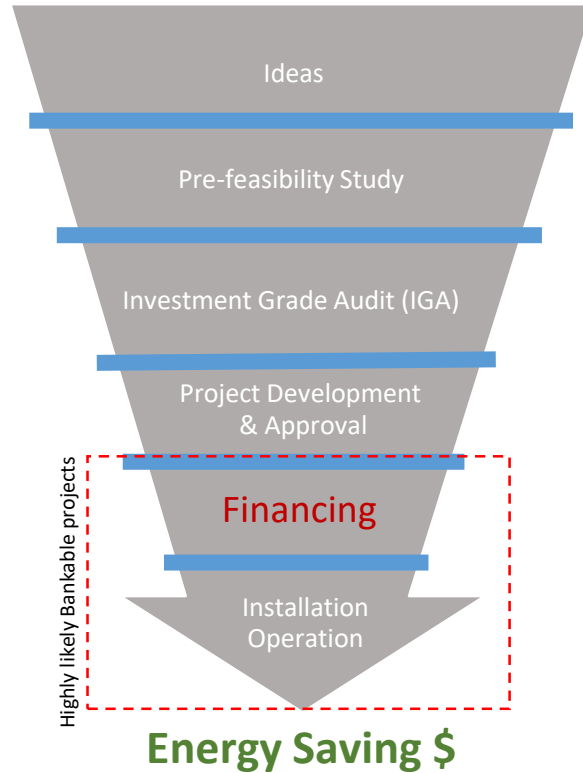 Ideas
Pre-feasibility Study
Investment Grade Audit (IGA)
Project Development
& Approval
Highly likely Bankable projects
Financing
Installation
Operation
Energy Saving $